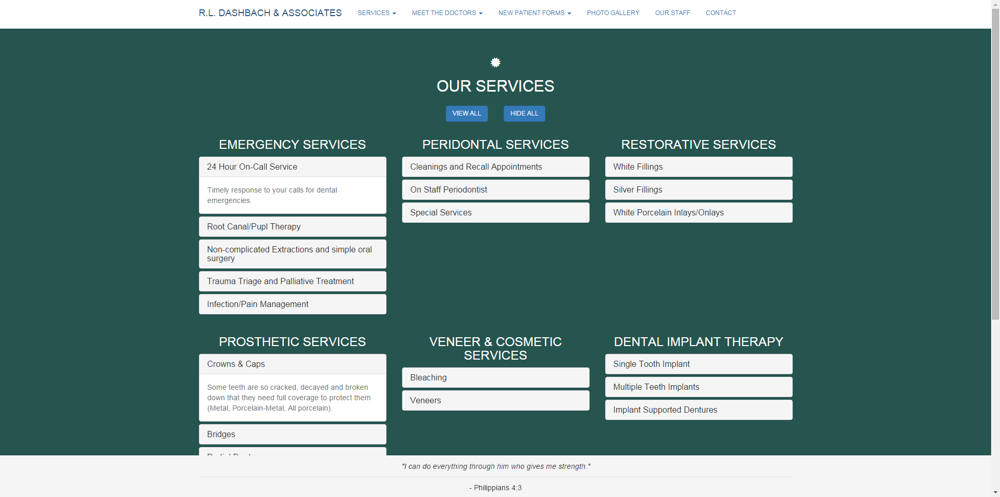 R.L. DASHBACH & ASSOCIATES
SERVICES
MEET THE DOCTORS
NEW PATIENT FORMS
PHOTO GALLERY
OUR STAFF
CONTACT
OUR SERVICES
VIEW ALL
HIDE ALL
EMERGENCY SERVICES
24 Hour On-Call Service
Timely response to your calls for dental
emergencies.
Root Canal/Pupl Therapy
Non-complicated Extractions and simple oral
surgery
Trauma Triage and Palliative Treatment
Infection/Pain Management
PERIDONTAL SERVICES
Cleanings and Recall Appointments
On Staff Periodontist
Special Services
RESTORATIVE SERVICES
White Fillings
Silver Fillings
White Porcelain Inlays/Onlays
PROSTHETIC SERVICES
Crowns & Caps
Some teeth are so cracked, decayed and broken
down that they need full coverage to protect them
(Metal, Porcelain-Metal, All porcelain).
Bridges
VENEER & COSMETIC
SERVICES
Bleaching
Veneers
DENTAL IMPLANT THERAPY
Single Tooth Implant
Multiple Teeth Implants
Implant Supported Dentures
"I can do everything through him who gives me strength."
- Philippians 4:3